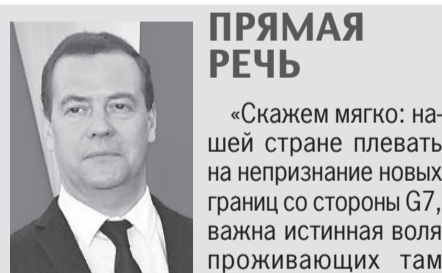 ПРЯМАЯ
РЕЧЬ
«Скажем мягко: на-
шей стране плевать
на непризнание новых
границ со стороны G7,
важна истинная воля
проживающих там